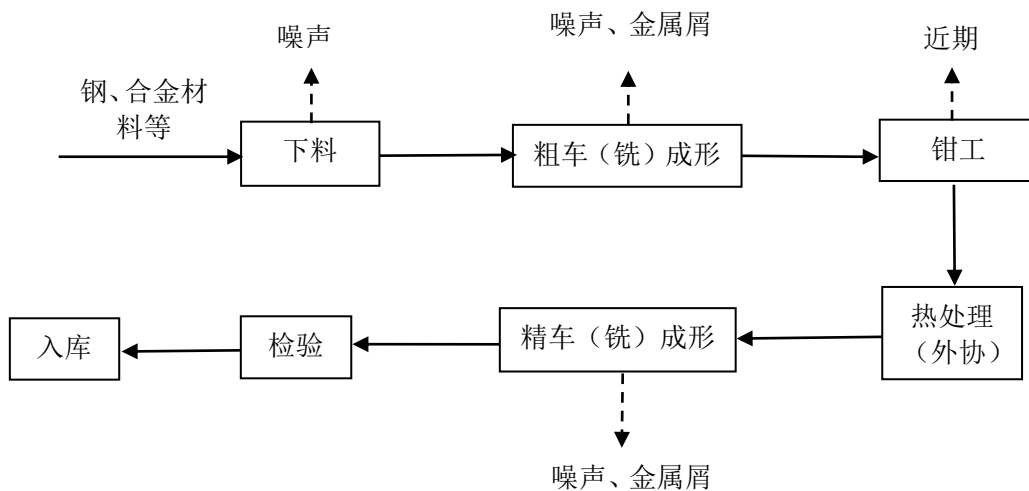 噪声
噪声、金属屑
近期
钢、合金材
料等
下料
粗车（铣）成形
钳工
热处理
（外协）
精车（铣）成形
检验
入库
噪声、金属屑